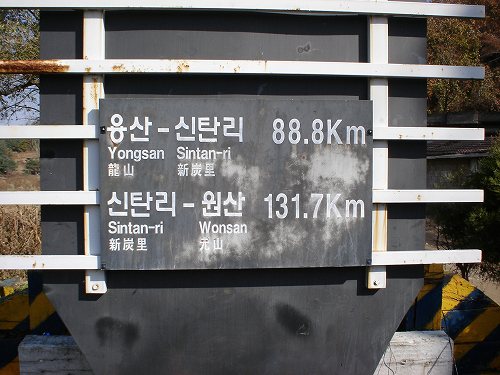 용산 - 신탄리 88.8Km
Yongsan Sintan-ri
龍山 新炭里
신탄리 - 원산 131.7Km
Sintan-ri Wonsan
新炭里 元山